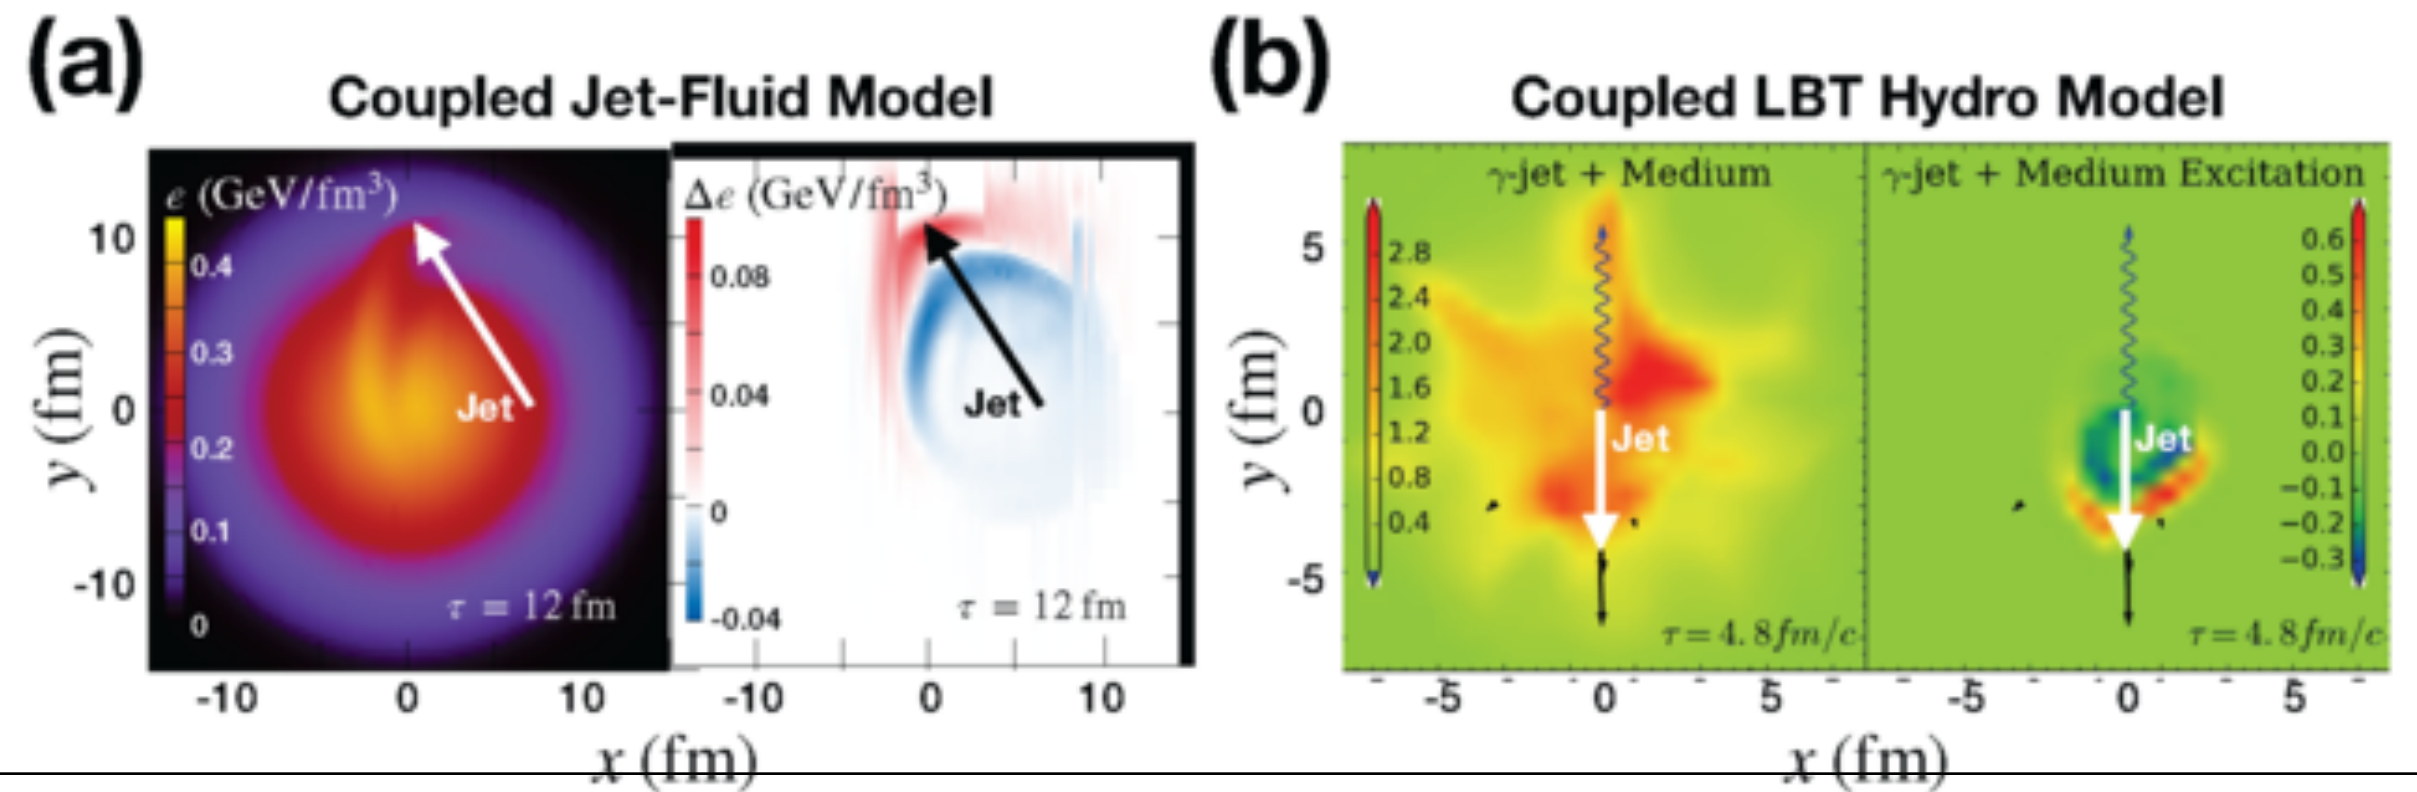 (a)
Coupled Jet-Fluid Model
e (GeV/fm³)
0.4
0.3
0.2
0.1
0
Jet
τ = 12 fm
Δe (GeV/fm³)
0.08
0.04
0
-0.04
Jet
τ = 12 fm
y (fm)
10
0
-10
-10 0 10
-10 0 10
x (fm)
(b)
Coupled LBT Hydro Model
γ-jet + Medium
2.8
2.4
2.0
1.6
1.2
0.8
0.4
Jet
τ=4.8fm/c
γ-jet + Medium Excitation
0.6
0.5
0.4
0.3
0.2
0.1
0.0
−0.1
−0.2
−0.3
Jet
τ=4.8fm/c
y (fm)
5
0
-5
-5 0 5
-5 0 5
x (fm)